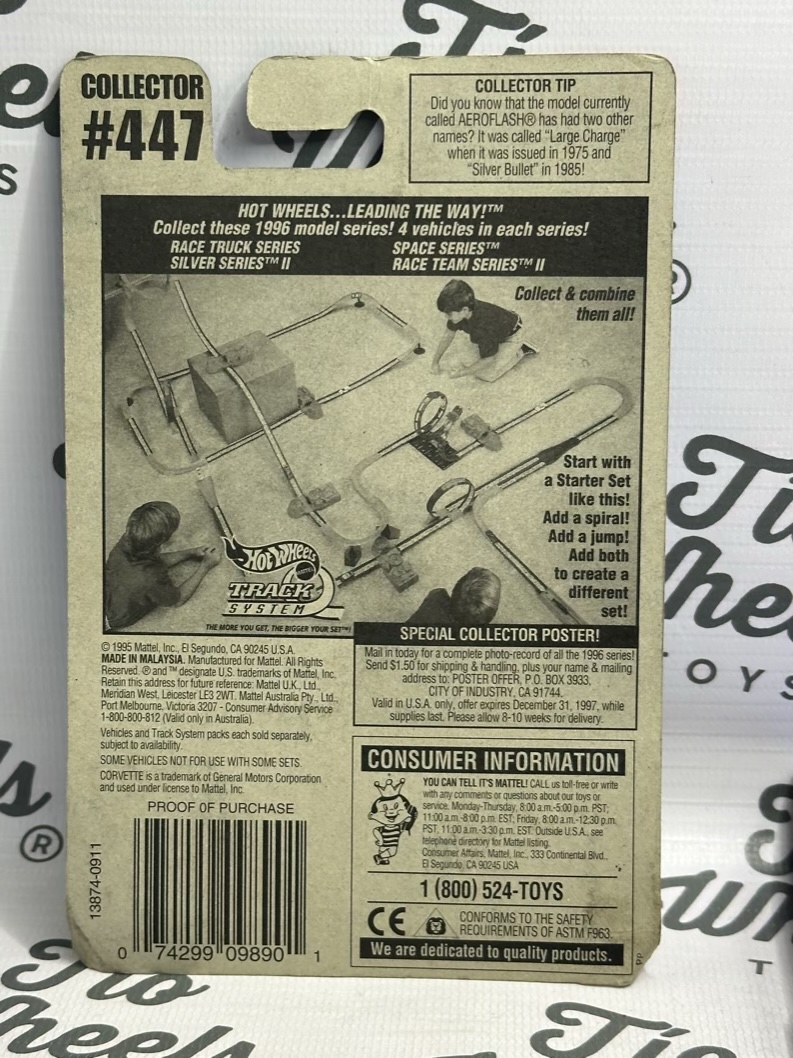 COLLECTOR
#447
COLLECTOR TIP
Did you know that the model currently
called AEROFLASH® has had two other
names? It was called "Large Charge"
when it was issued in 1975 and
"Silver Bullet" in 1985!
HOT WHEELS...LEADING THE WAY!™
Collect these 1996 model series! 4 vehicles in each series!
RACE TRUCK SERIES
SILVER SERIES™ II
SPACE SERIES™
RACE TEAM SERIES™ II
Collect & combine
them all!
Start with
a Starter Set
like this!
Add a spiral!
Add a jump!
Add both
to create a
different
set!
Hot Wheels
TRACK
SYSTEM
THE MORE YOU GET, THE BIGGER YOUR SET™!
© 1995 Mattel, Inc., El Segundo, CA 90245 U.S.A.
MADE IN MALAYSIA. Manufactured for Mattel. All Rights
Reserved. ® and ™ designate U.S. trademarks of Mattel, Inc.
Retain this address for future reference: Mattel U.K., Ltd.,
Meridian West, Leicester LE3 2WT. Mattel Australia Pty., Ltd.,
Port Melbourne, Victoria 3207 - Consumer Advisory Service
1-800-800-812 (Valid only in Australia).
Vehicles and Track System packs each sold separately,
subject to availability.
SOME VEHICLES NOT FOR USE WITH SOME SETS.
CORVETTE is a trademark of General Motors Corporation
and used under license to Mattel, Inc.
PROOF OF PURCHASE
13874-0911
0 74299 09890 1
SPECIAL COLLECTOR POSTER!
Mail in today for a complete photo-record of all the 1996 series!
Send $1.50 for shipping & handling, plus your name & mailing
address to: POSTER OFFER, P.O. BOX 3933,
CITY OF INDUSTRY, CA 91744.
Valid in U.S.A. only, offer expires December 31, 1997, while
supplies last. Please allow 8-10 weeks for delivery.
CONSUMER INFORMATION
YOU CAN TELL IT'S MATTEL! CALL us toll-free or write
with any comments or questions about our toys or
service. Monday-Thursday, 8:00 a.m.-5:00 p.m. PST;
11:00 a.m.-8:00 p.m. EST; Friday, 8:00 a.m.-12:30 p.m.
PST, 11:00 a.m.-3:30 p.m. EST. Outside U.S.A., see
telephone directory for Mattel listing.
Consumer Affairs, Mattel, Inc., 333 Continental Blvd.,
El Segundo, CA 90245 USA
1 (800) 524-TOYS
CE
CONFORMS TO THE SAFETY
REQUIREMENTS OF ASTM F963.
We are dedicated to quality products.